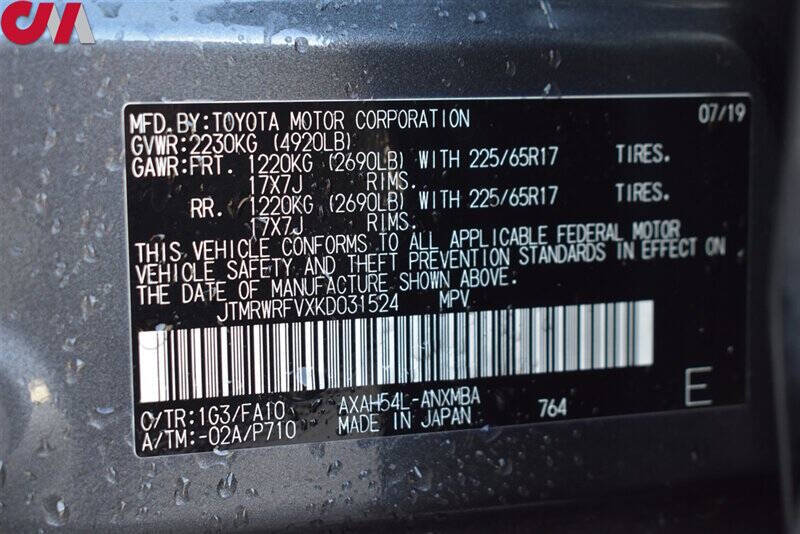 CM
MFD.BY:TOYOTA MOTOR CORPORATION 07/19
GVWR:2230KG (4920LB)
GAWR:FRT. 1220KG (2690LB) WITH 225/65R17 TIRES.
17X7J RIMS.
RR. 1220KG (2690LB) WITH 225/65R17 TIRES.
17X7J RIMS.
THIS VEHICLE CONFORMS TO ALL APPLICABLE FEDERAL MOTOR
VEHICLE SAFETY AND THEFT PREVENTION STANDARDS IN EFFECT ON
THE DATE OF MANUFACTURE SHOWN ABOVE.
JTMRWRFVXKD031524 MPV
C/TR:1G3/FA10 AXAH54L-ANXMBA E
A/TM:-02A/P710 MADE IN JAPAN 764